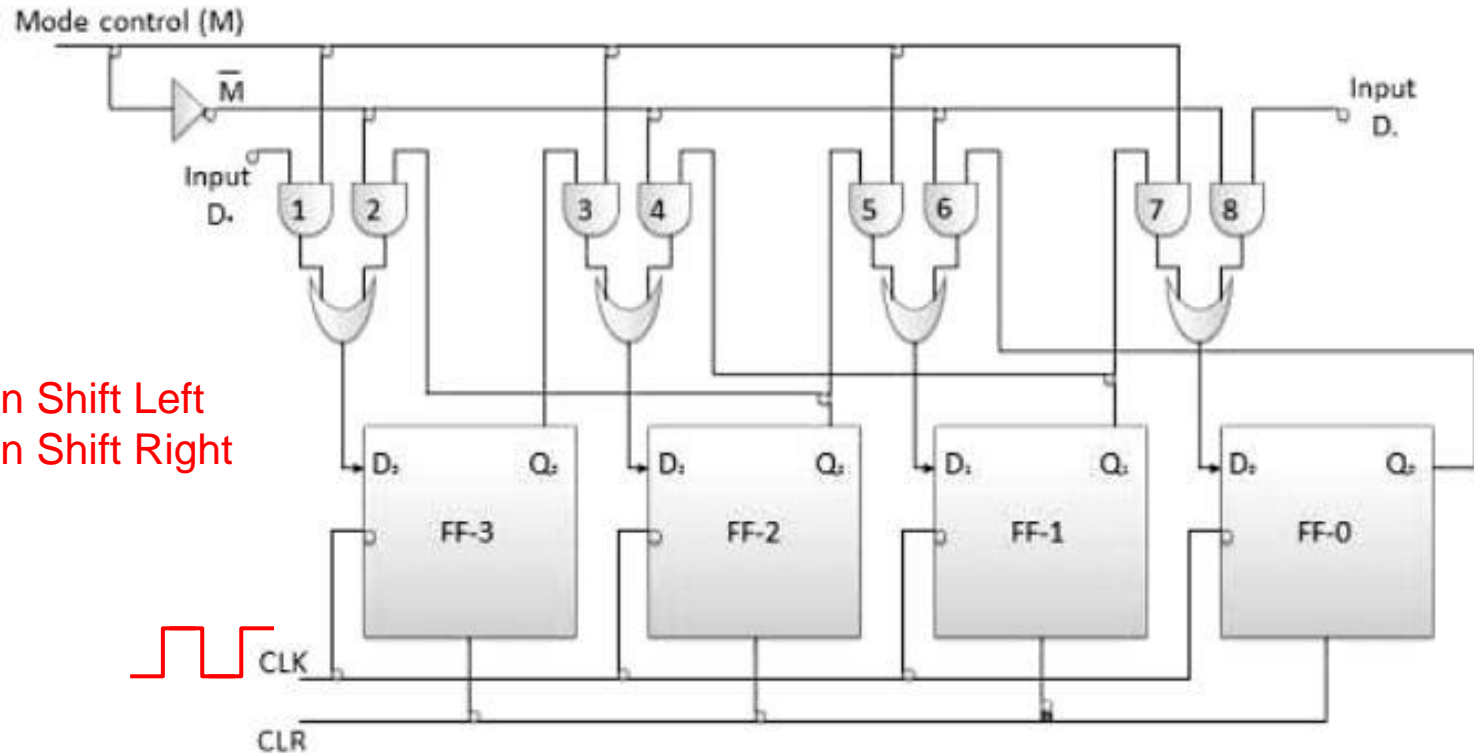 Mode control (M)
M
Input
D
Input
D
1 2 3 4 5 6 7 8
n Shift Left
n Shift Right
D Q D Q D Q D Q
FF-3 FF-2 FF-1 FF-0
CLK
CLR